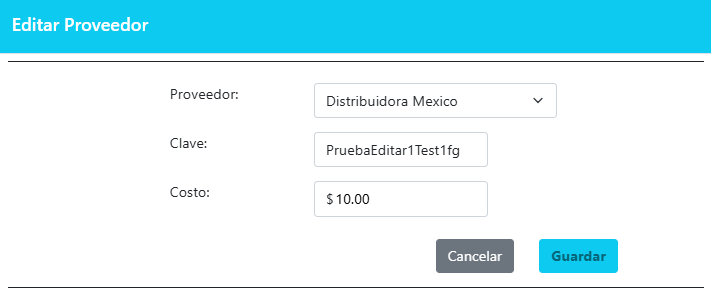 Editar Proveedor
Proveedor: Distribuidora Mexico
Clave: PruebaEditar1Test1fg
Costo: $10.00
Cancelar Guardar